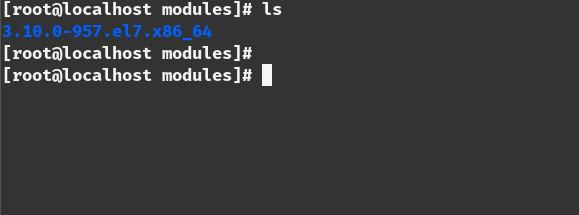 [root@localhost modules]# ls
3.10.0-957.el7.x86_64
[root@localhost modules]#
[root@localhost modules]#